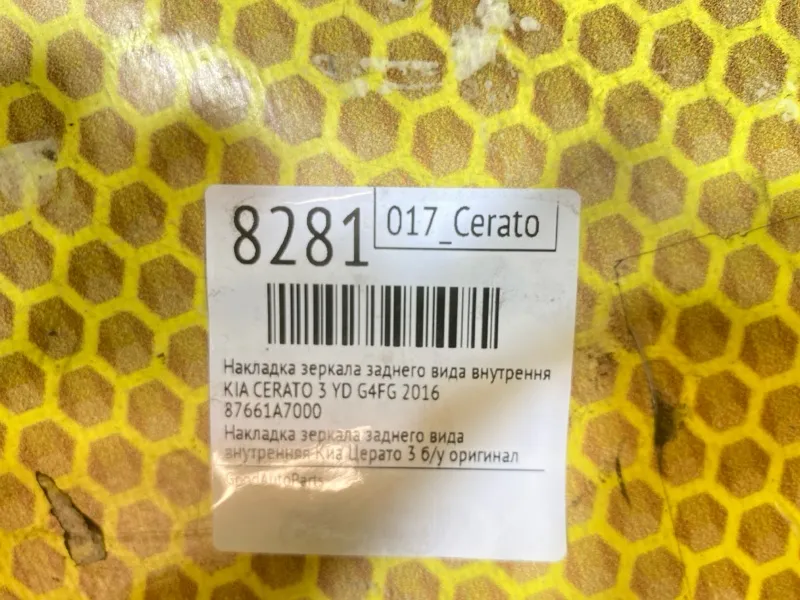 8281
017_Cerato
Накладка зеркала заднего вида внутрення
KIA CERATO 3 YD G4FG 2016
87661A7000
Накладка зеркала заднего вида
внутренняя Киа Церато 3 б/у оригинал